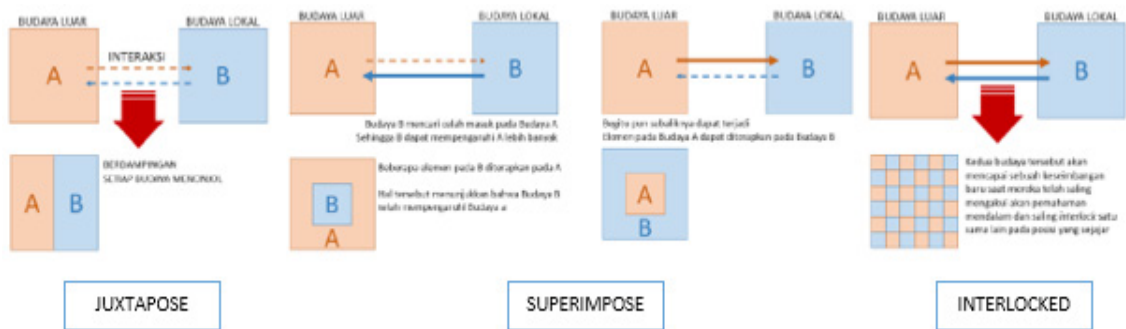 BUDAYA LUAR
BUDAYA LOKAL
A
INTERAKSI
B
BERDAMPINGAN
SETIAP BUDAYA MENONJOL
A
B
JUXTAPOSE
BUDAYA LUAR
BUDAYA LOKAL
A
B
Budaya B mencari celah masuk pada Budaya A
Sehingga B dapat mempengaruhi A lebih banyak
Beberapa elemen pada B diterapkan pada A
Hal tersebut menunjukkan bahwa Budaya B
telah mempengaruhi Budaya a
B
A
BUDAYA LUAR
BUDAYA LOKAL
A
B
Begitu pun sebaliknya dapat terjadi
Elemen pada Budaya A dapat diterapkan pada Budaya B
A
B
SUPERIMPOSE
BUDAYA LUAR
BUDAYA LOKAL
A
B
Kedua budaya tersebut akan
mencapai sebuah keseimbangan
baru saat mereka telah saling
mengakui akan pemahaman
mendalam dan saling interlock satu
sama lain pada posisi yang sejajar
INTERLOCKED